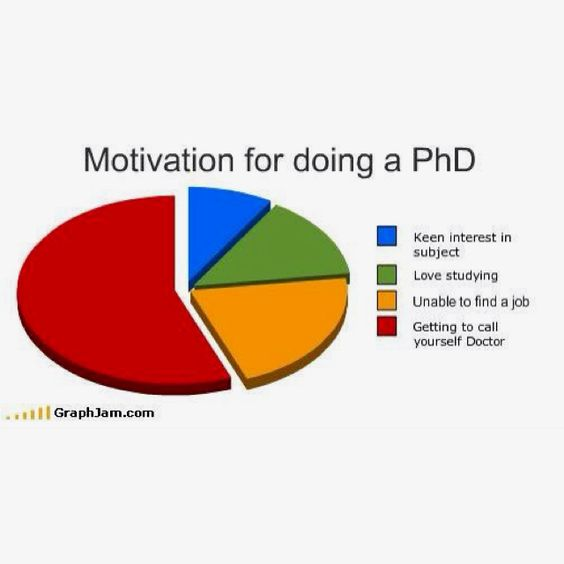 Motivation for doing a PhD
Keen interest in
subject
Love studying
Unable to find a job
Getting to call
yourself Doctor
GraphJam.com